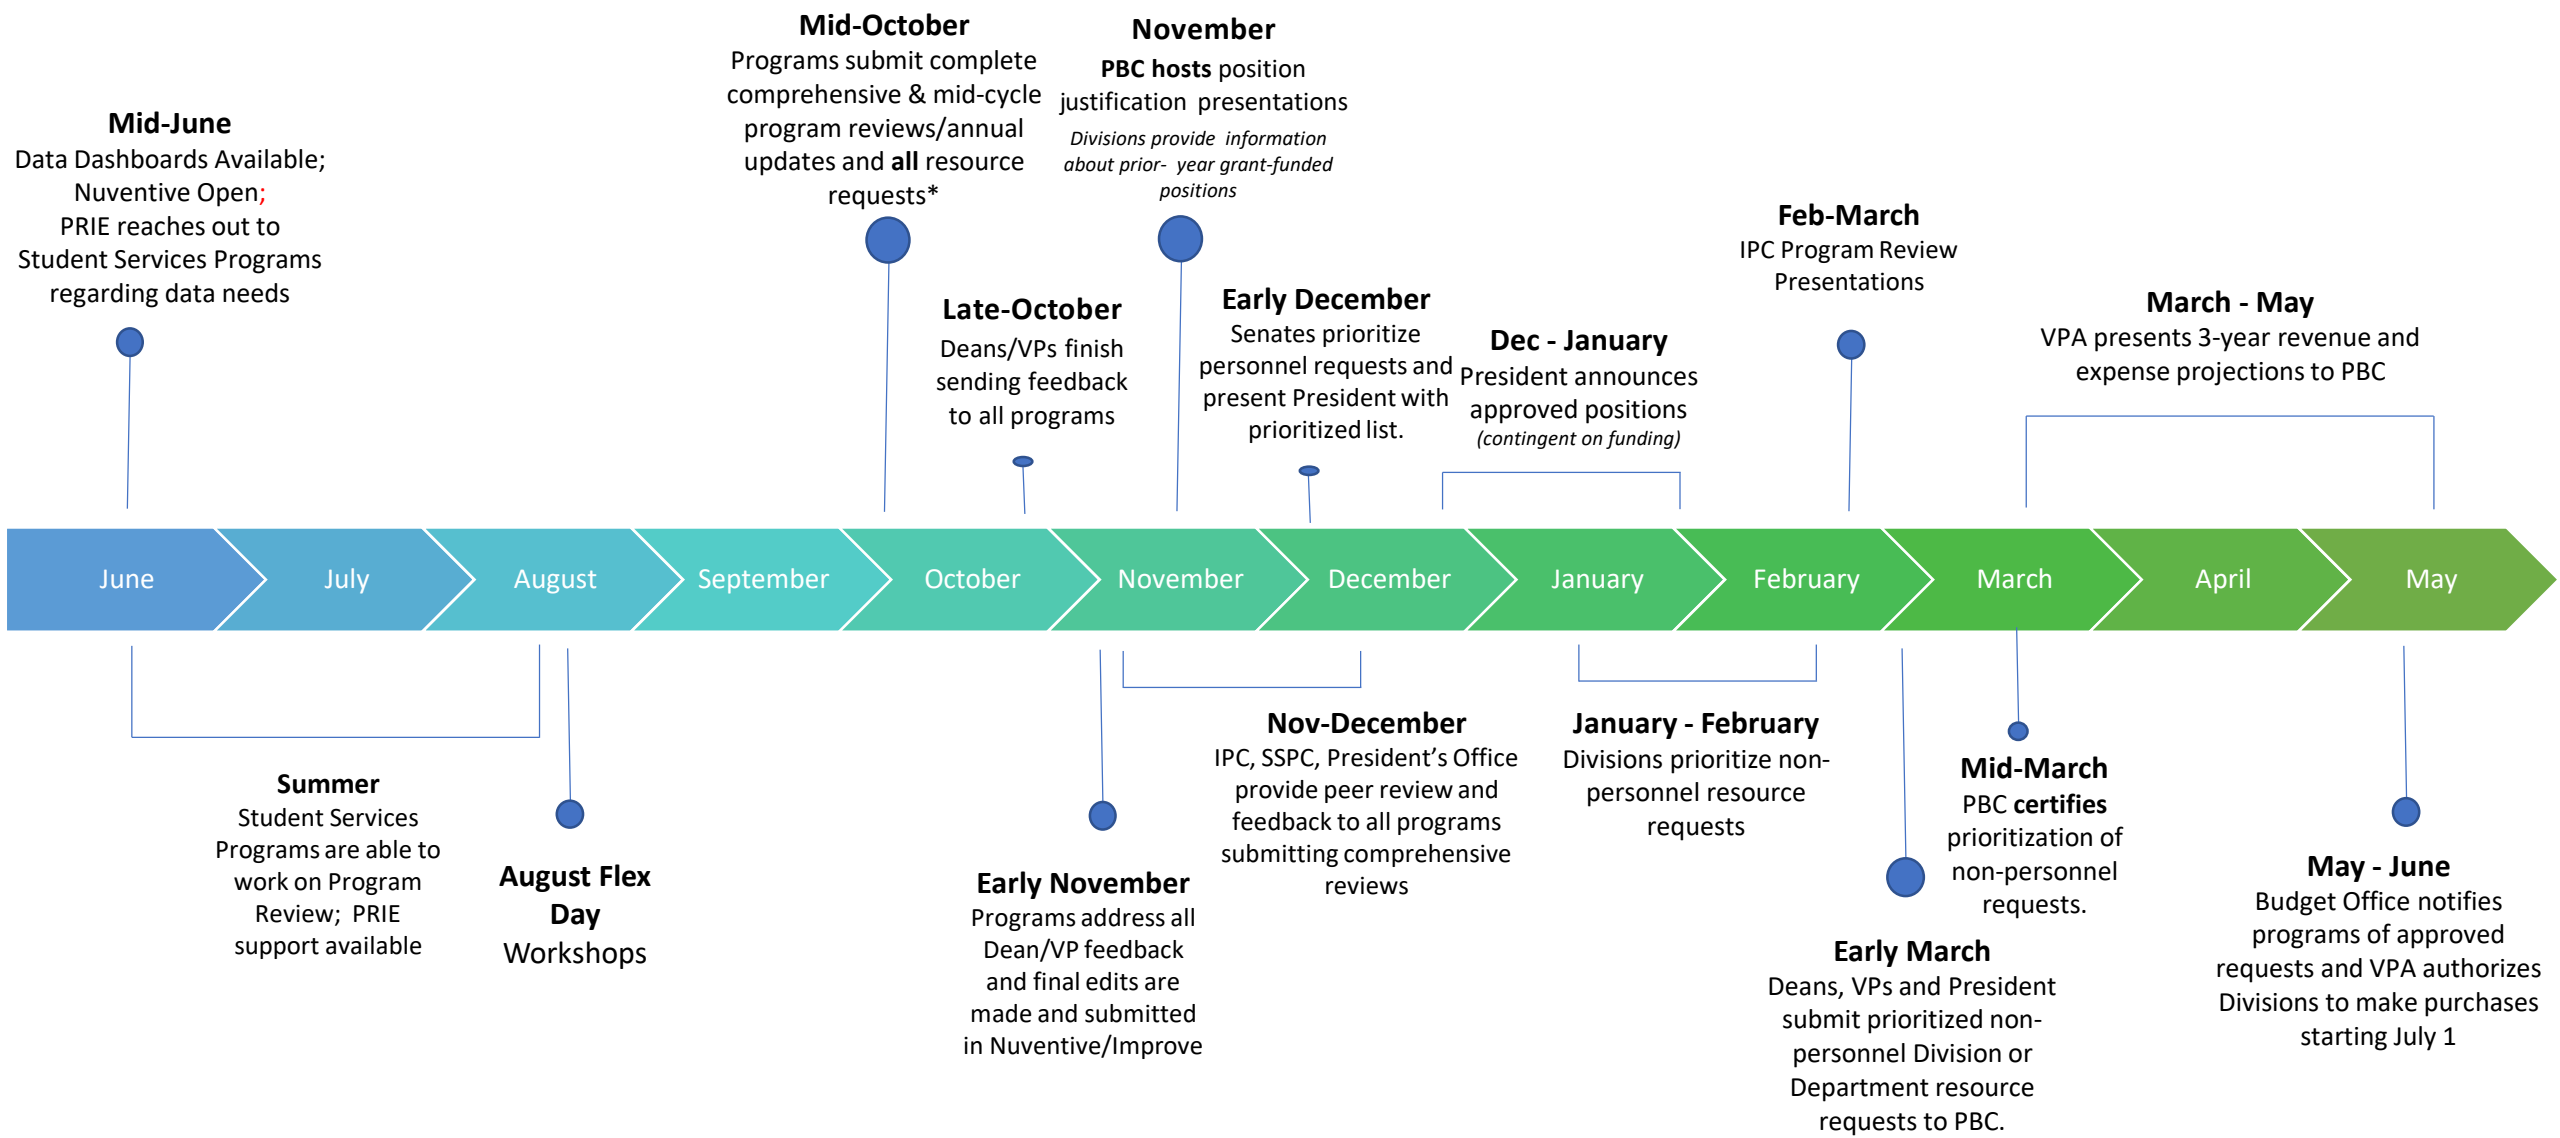 Mid-June
Data Dashboards Available;
Nuventive Open;
PRIE reaches out to
Student Services Programs
regarding data needs
Mid-October
Programs submit complete
comprehensive & mid-cycle
program reviews/annual
updates and all resource
requests*
Late-October
Deans/VPs finish
sending feedback
to all programs
November
PBC hosts position
justification presentations
Divisions provide information
about prior- year grant-funded
positions
Early December
Senates prioritize
personnel requests and
present President with
prioritized list.
Dec - January
President announces
approved positions
(contingent on funding)
Feb-March
IPC Program Review
Presentations
March - May
VPA presents 3-year revenue and
expense projections to PBC
June
July
August
September
October
November
December
January
February
March
April
May
Summer
Student Services
Programs are able to
work on Program
Review; PRIE
support available
August Flex
Day
Workshops
Early November
Programs address all
Dean/VP feedback
and final edits are
made and submitted
in Nuventive/Improve
Nov-December
IPC, SSPC, President's Office
provide peer review and
feedback to all programs
submitting comprehensive
reviews
January - February
Divisions prioritize non-
personnel resource
requests
Early March
Deans, VPs and President
submit prioritized non-
personnel Division or
Department resource
requests to PBC.
Mid-March
PBC certifies
prioritization of
non-personnel
requests.
May - June
Budget Office notifies
programs of approved
requests and VPA authorizes
Divisions to make purchases
starting July 1